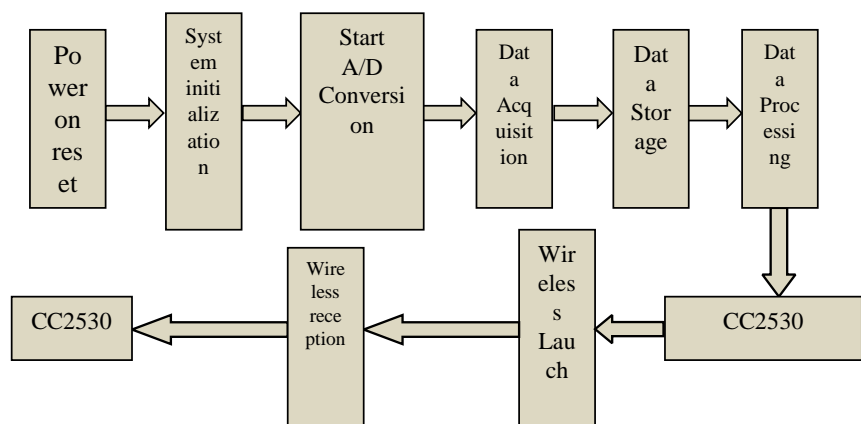 Po
wer
on
res
et
Syst
em
initi
aliz
atio
n
Start
A/D
Conversi
on
Dat
a
Acq
uisit
ion
Dat
a
Stor
age
Dat
a
Proc
essi
ng
CC2530
Wir
eles
s
Lau
ch
Wire
less
rece
ption
CC2530